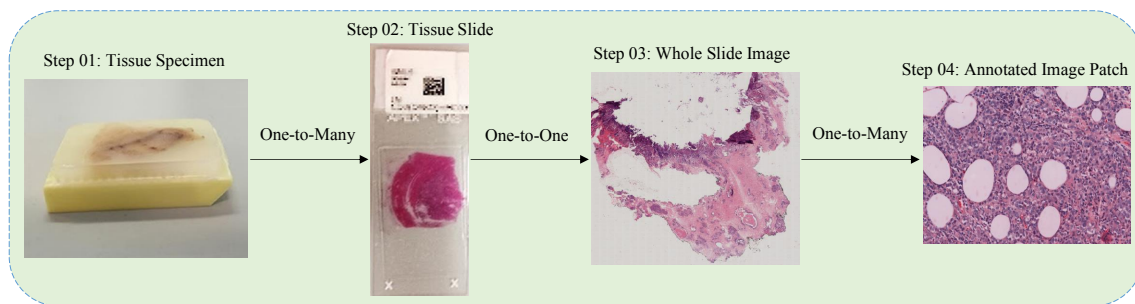 Step 01: Tissue Specimen
One-to-Many
Step 02: Tissue Slide
One-to-One
Step 03: Whole Slide Image
One-to-Many
Step 04: Annotated Image Patch